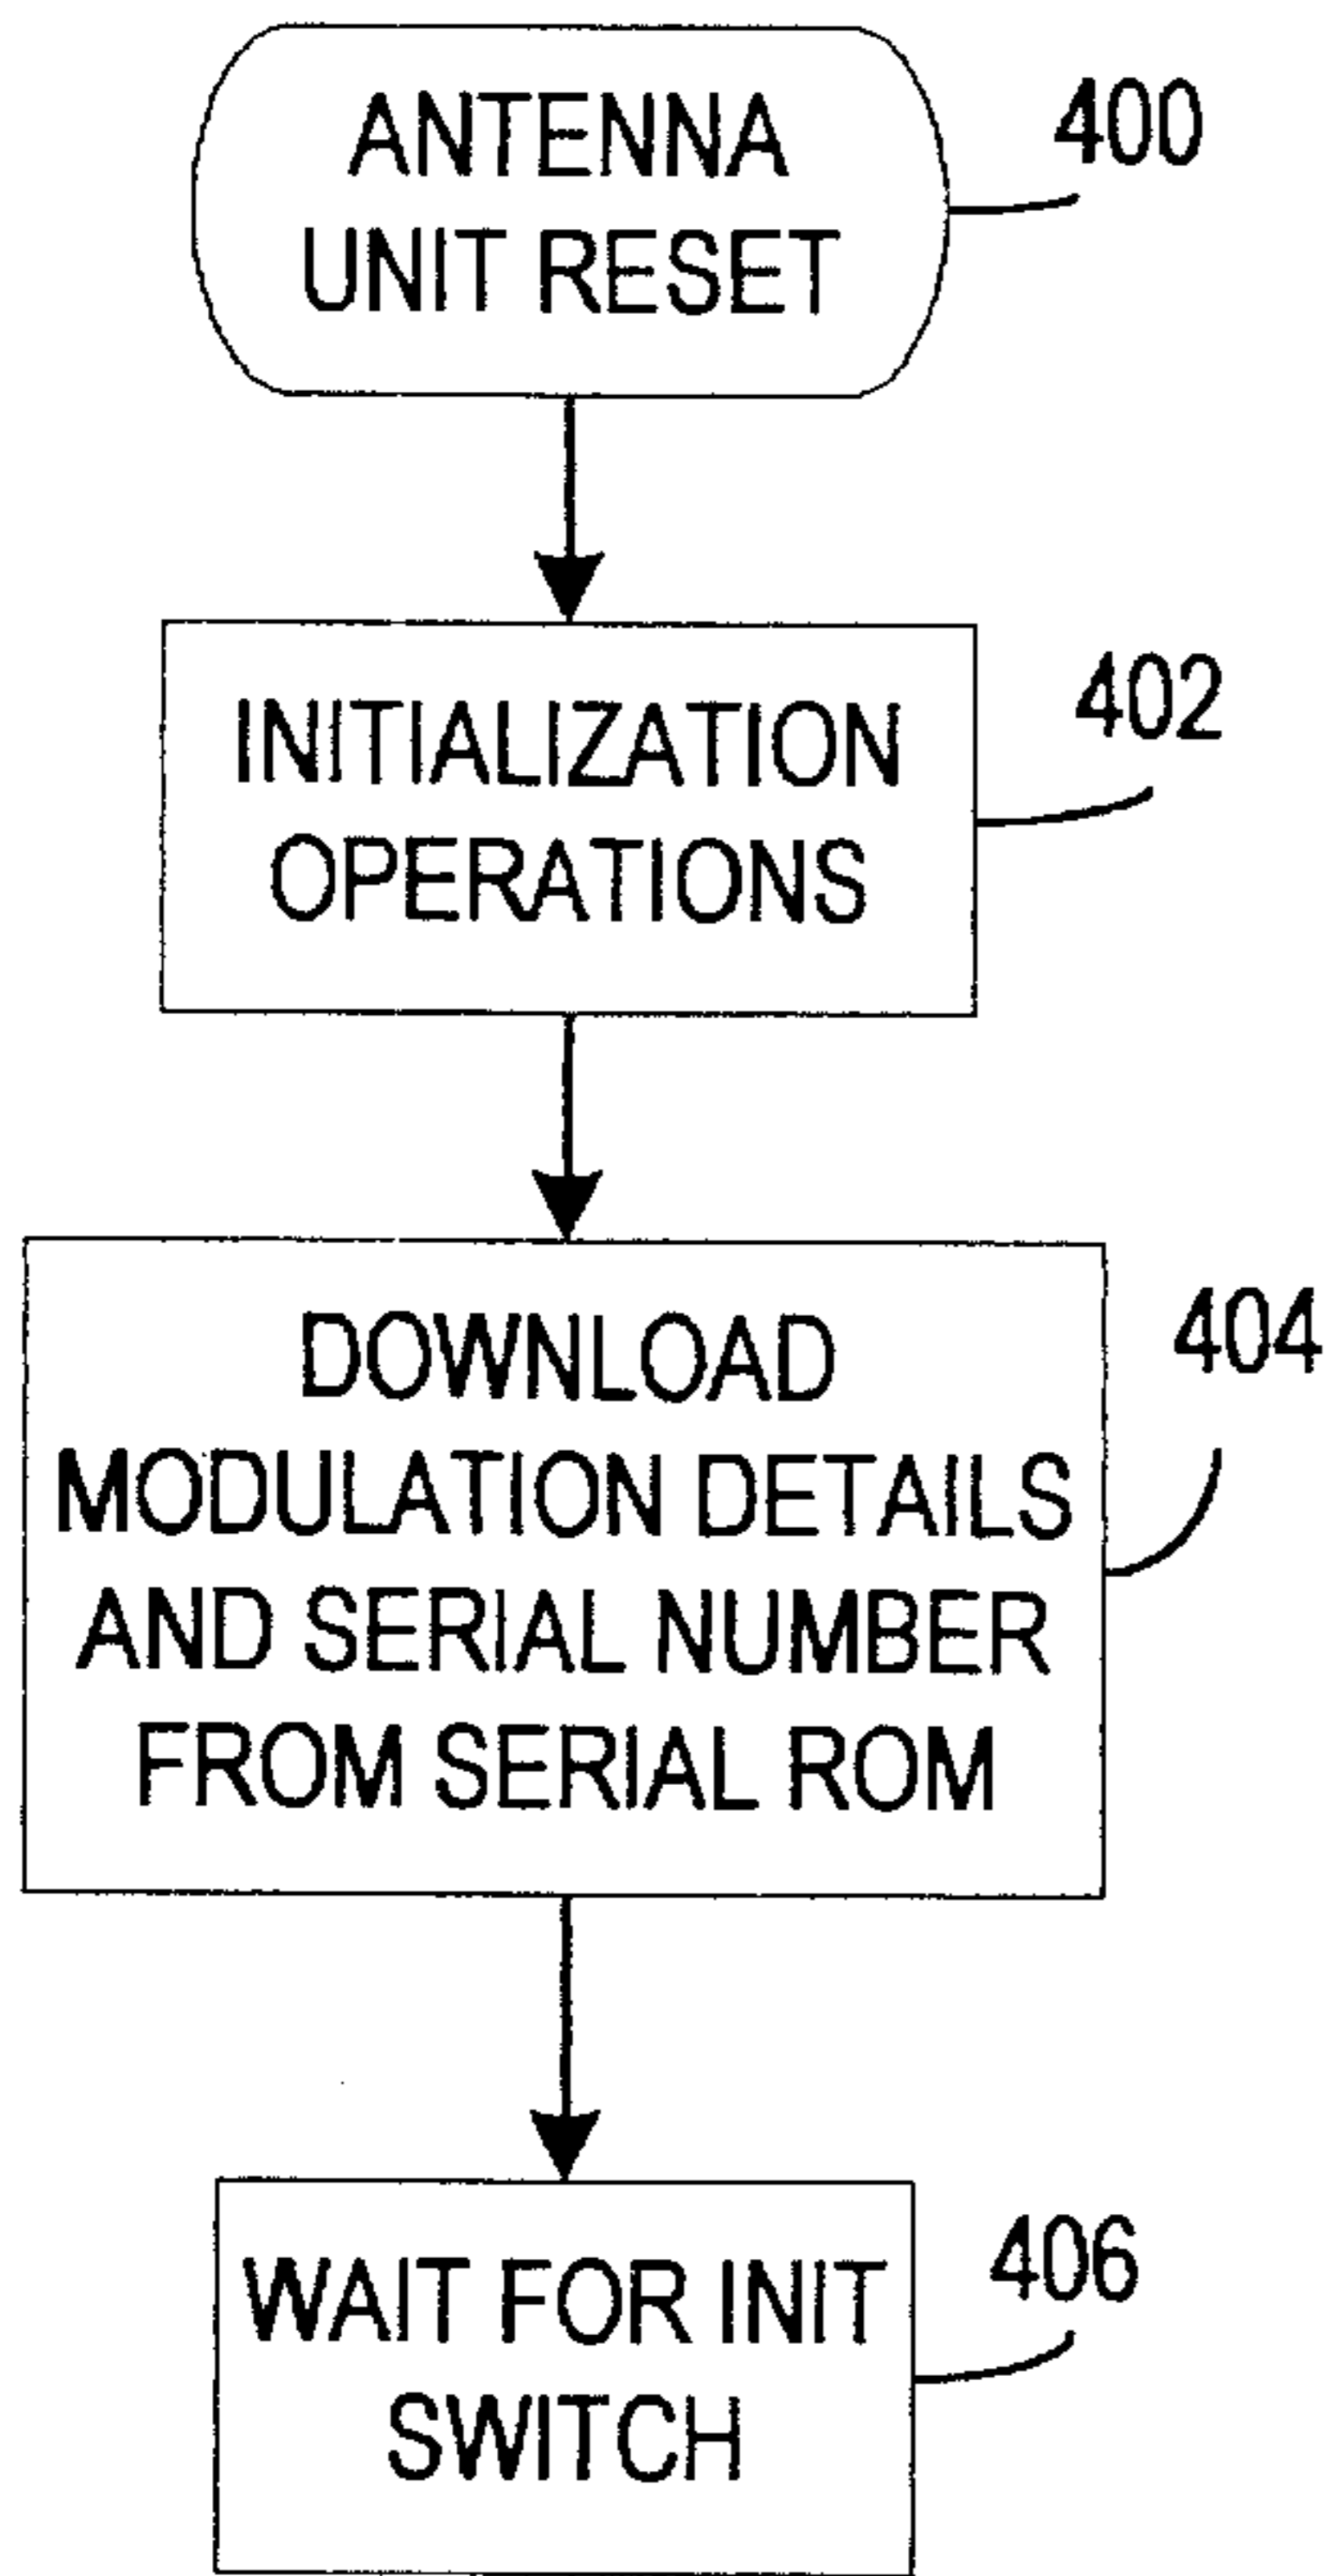 ANTENNA
UNIT RESET
400
INITIALIZATION
OPERATIONS
402
DOWNLOAD
MODULATION DETAILS
AND SERIAL NUMBER
FROM SERIAL ROM
404
WAIT FOR INIT
SWITCH
406